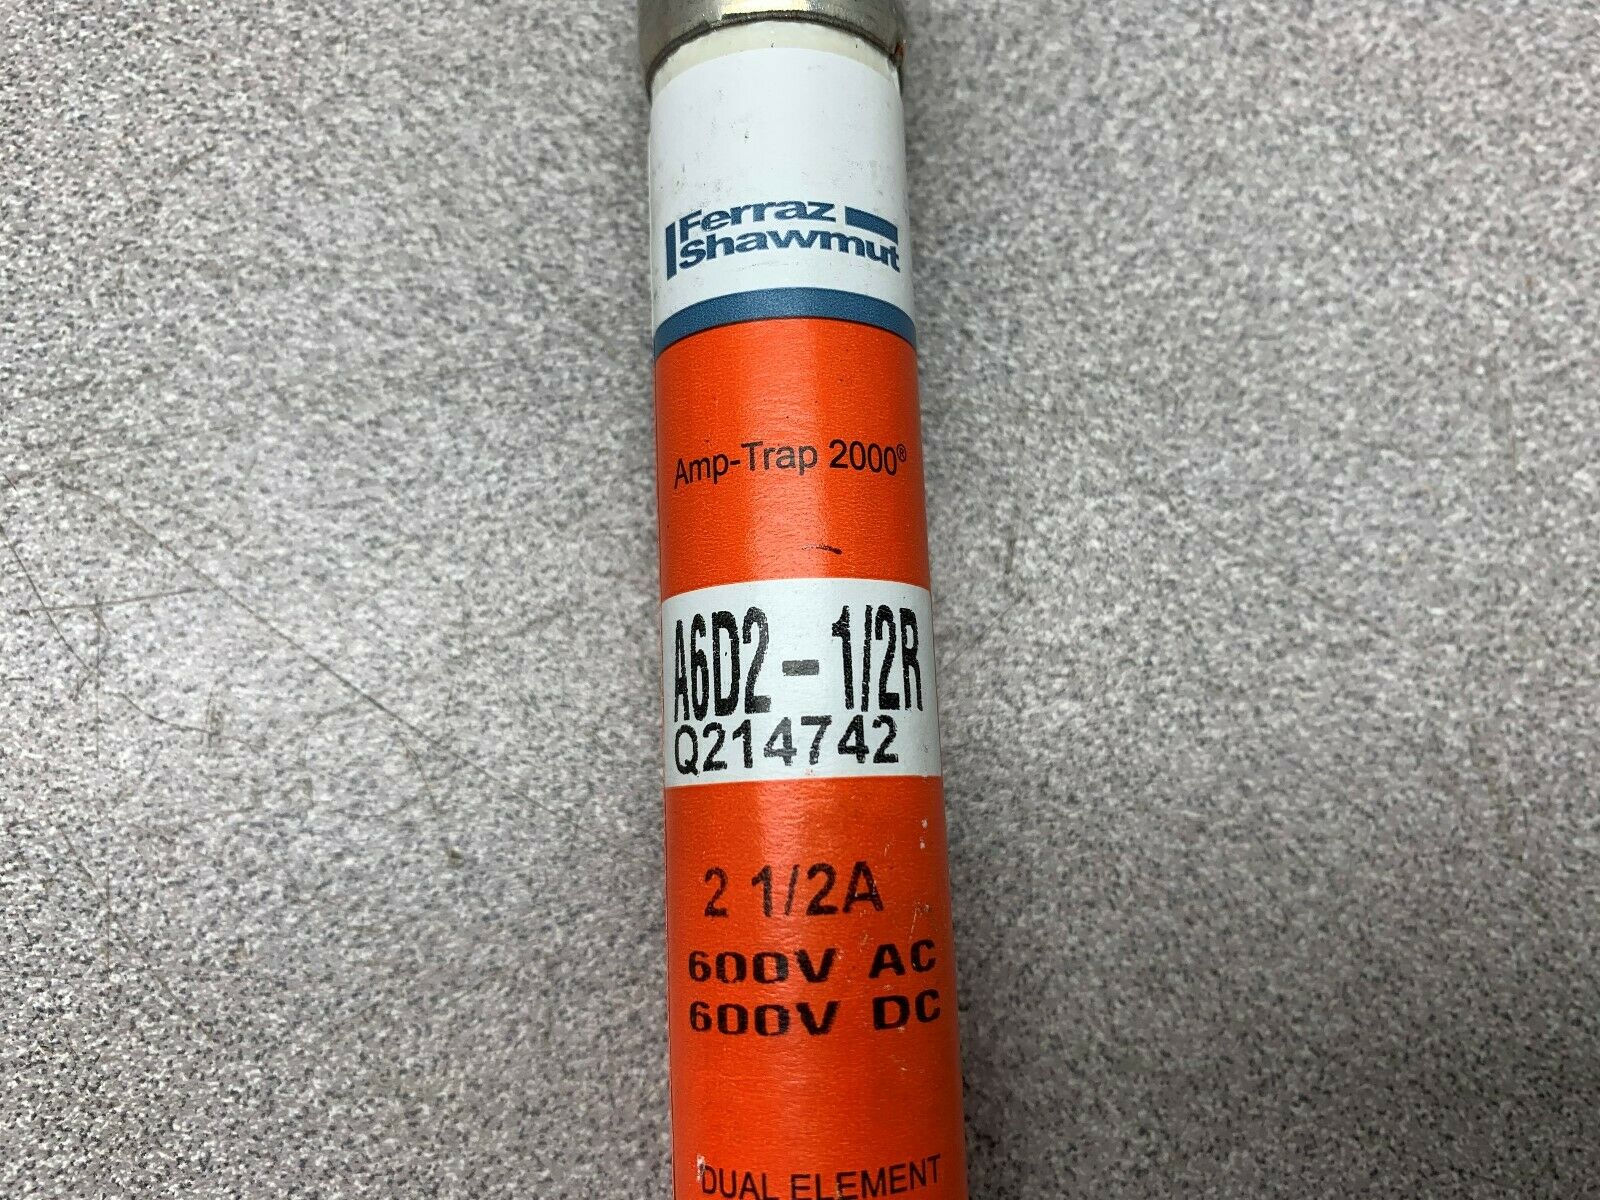 Ferraz
Shawmut
Amp-Trap 2000®
A6D2-1/2R
Q214742
2 1/2A
600V AC
600V DC
DUAL ELEMENT